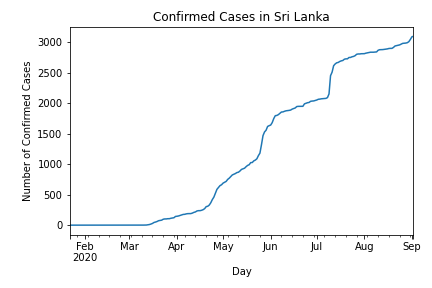 Confirmed Cases in Sri Lanka
Number of Confirmed Cases
3000
2500
2000
1500
1000
500
0
Feb Mar Apr May Jun Jul Aug Sep
2020
Day